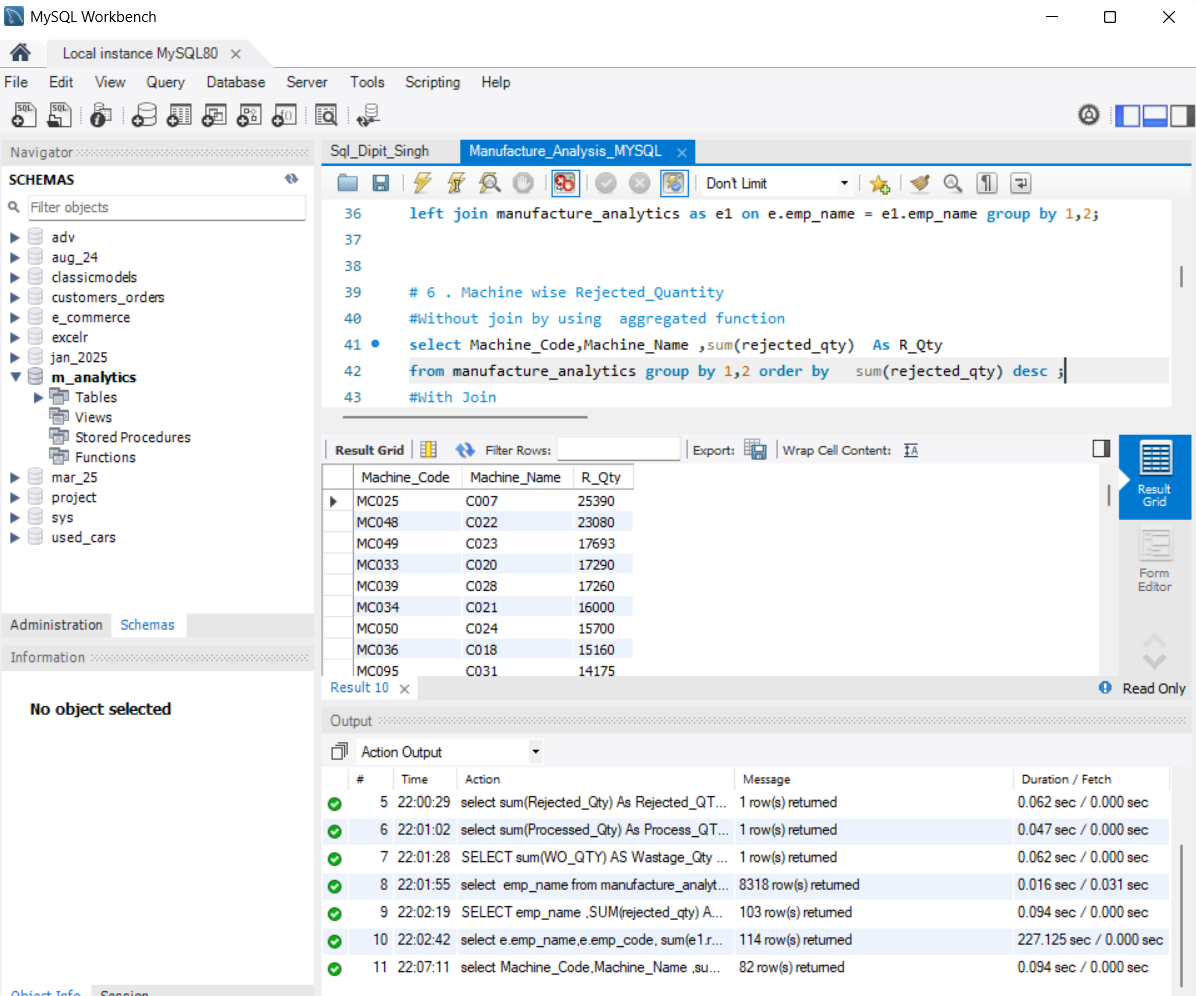 MySQL Workbench
Local instance MySQL80
File Edit View Query Database Server Tools Scripting Help
Navigator
SCHEMAS
Filter objects
adv
aug_24
classicmodels
customers_orders
e_commerce
excelr
jan_2025
m_analytics
Tables
Views
Stored Procedures
Functions
mar_25
project
sys
used_cars
Administration Schemas
Information
No object selected
Object Info Session
Sql_Dipit_Singh Manufacture_Analysis_MYSQL
Don't Limit
36 left join manufacture_analytics as e1 on e.emp_name = e1.emp_name group by 1,2;
37
38
39 # 6 . Machine wise Rejected_Quantity
40 #Without join by using  aggregated function
41 select Machine_Code,Machine_Name ,sum(rejected_qty)  As R_Qty
42 from manufacture_analytics group by 1,2 order by   sum(rejected_qty) desc ;
43 #With Join
Result Grid Filter Rows: Export: Wrap Cell Content:
Machine_Code Machine_Name R_Qty
MC025 C007 25390
MC048 C022 23080
MC049 C023 17693
MC033 C020 17290
MC039 C028 17260
MC034 C021 16000
MC050 C024 15700
MC036 C018 15160
MC095 C031 14175
Result Grid
Form Editor
Result 10
Read Only
Output
Action Output
# Time Action Message Duration / Fetch
5 22:00:29 select sum(Rejected_Qty) As Rejected_QT... 1 row(s) returned 0.062 sec / 0.000 sec
6 22:01:02 select sum(Processed_Qty) As Process_QT... 1 row(s) returned 0.047 sec / 0.000 sec
7 22:01:28 SELECT sum(WO_QTY) AS Wastage_Qty ... 1 row(s) returned 0.062 sec / 0.000 sec
8 22:01:55 select  emp_name from manufacture_analyt... 8318 row(s) returned 0.016 sec / 0.031 sec
9 22:02:19 SELECT emp_name ,SUM(rejected_qty) A... 103 row(s) returned 0.094 sec / 0.000 sec
10 22:02:42 select e.emp_name,e.emp_code, sum(e1.r... 114 row(s) returned 227.125 sec / 0.000 sec
11 22:07:11 select Machine_Code,Machine_Name ,su... 82 row(s) returned 0.094 sec / 0.000 sec